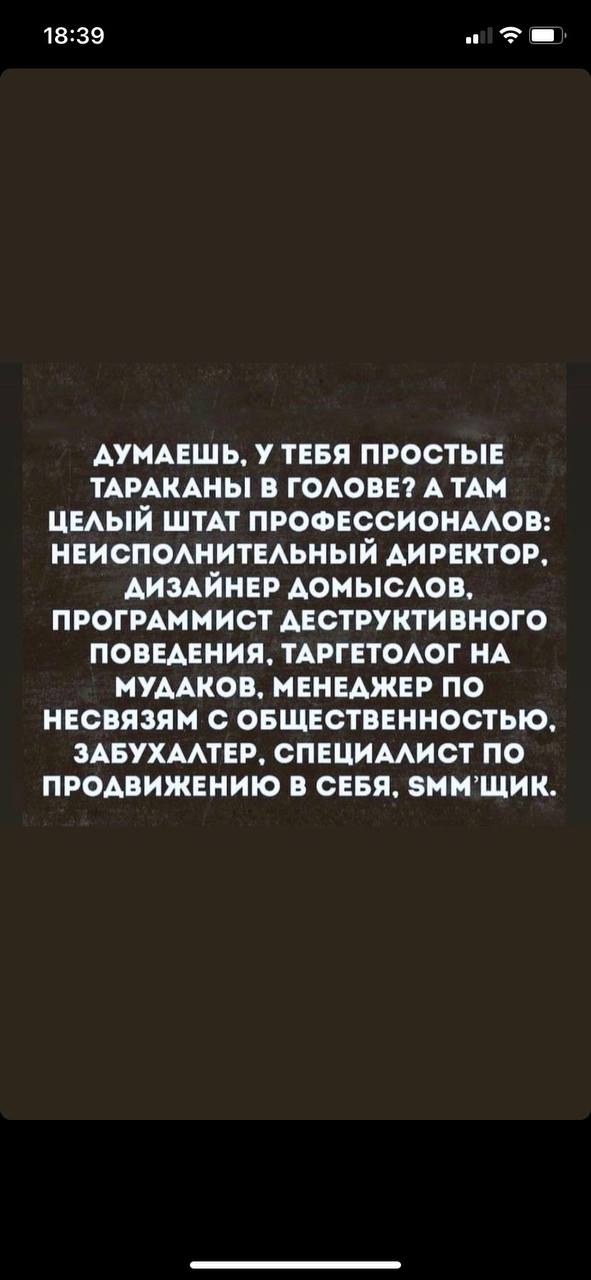 18:39
ДУМАЕШЬ, У ТЕБЯ ПРОСТЫЕ
ТАРАКАНЫ В ГОЛОВЕ? А ТАМ
ЦЕЛЫЙ ШТАТ ПРОФЕССИОНАЛОВ:
НЕИСПОЛНИТЕЛЬНЫЙ ДИРЕКТОР,
ДИЗАЙНЕР ДОМЫСЛОВ,
ПРОГРАММИСТ ДЕСТРУКТИВНОГО
ПОВЕДЕНИЯ, ТАРГЕТОЛОГ НА
МУДАКОВ, МЕНЕДЖЕР ПО
НЕСВЯЗЯМ С ОБЩЕСТВЕННОСТЬЮ,
ЗАБУХАЛТЕР, СПЕЦИАЛИСТ ПО
ПРОДВИЖЕНИЮ В СЕБЯ, SMM'ЩИК.